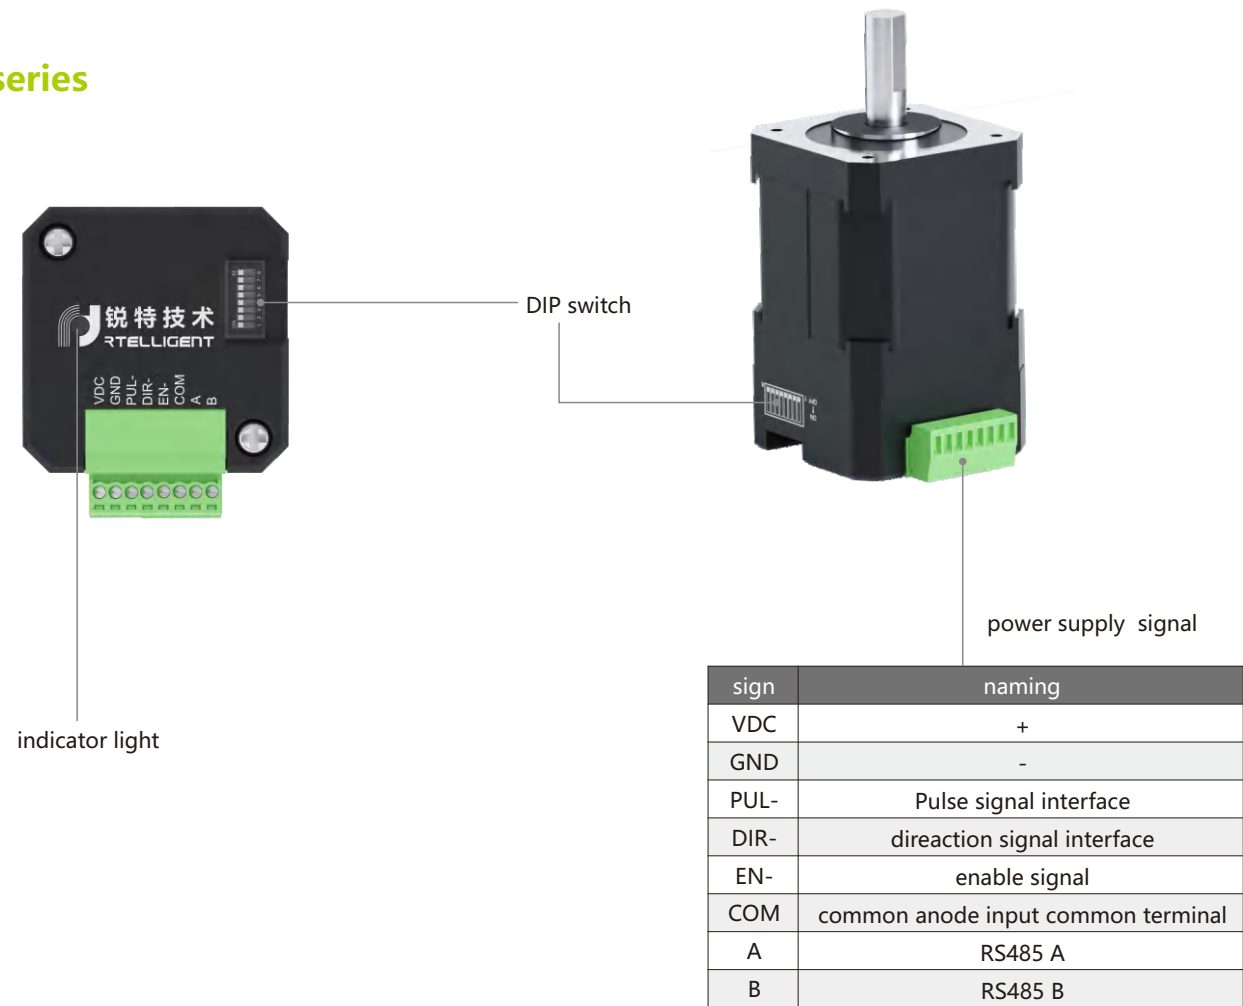 series
锐特技术
RTELLIGENT
VDC
GND
PUL-
DIR-
EN-
COM
A
B
DIP switch
indicator light
power supply signal
sign naming
VDC +
GND -
PUL- Pulse signal interface
DIR- direaction signal interface
EN- enable signal
COM common anode input common terminal
A RS485 A
B RS485 B